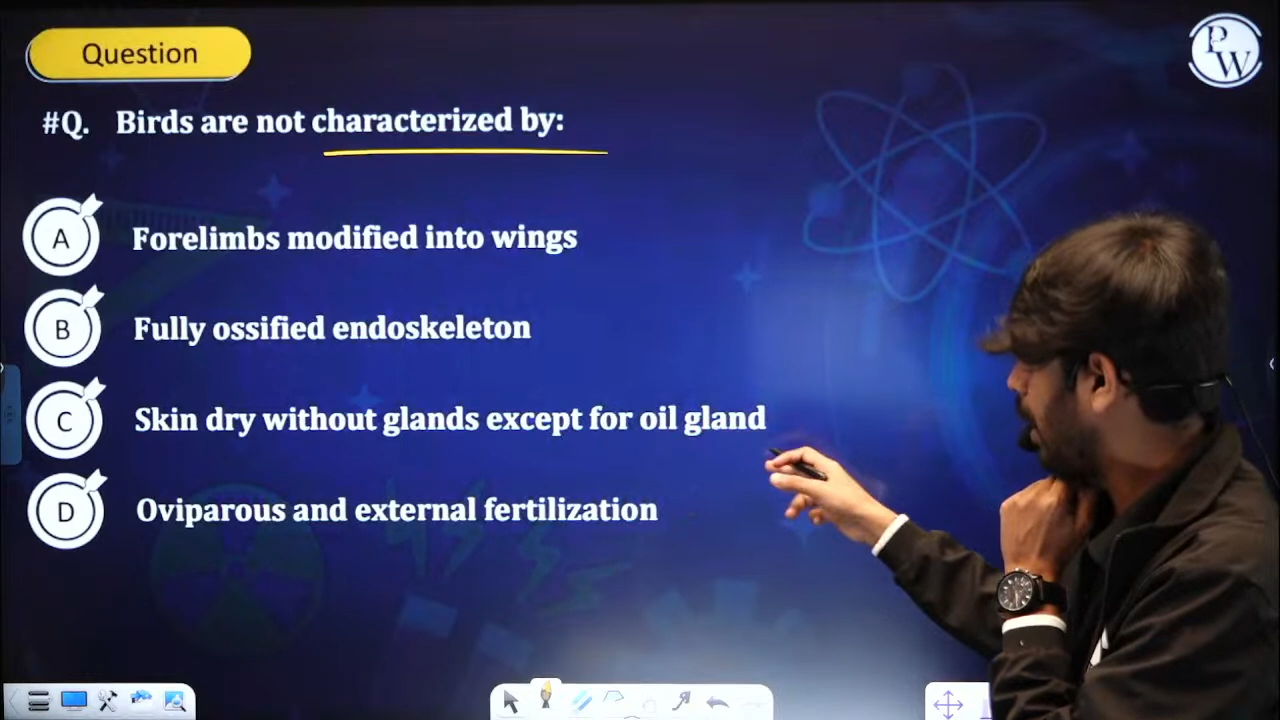 Question
PW
#Q. Birds are not characterized by:
A Forelimbs modified into wings
B Fully ossified endoskeleton
C Skin dry without glands except for oil gland
D Oviparous and external fertilization